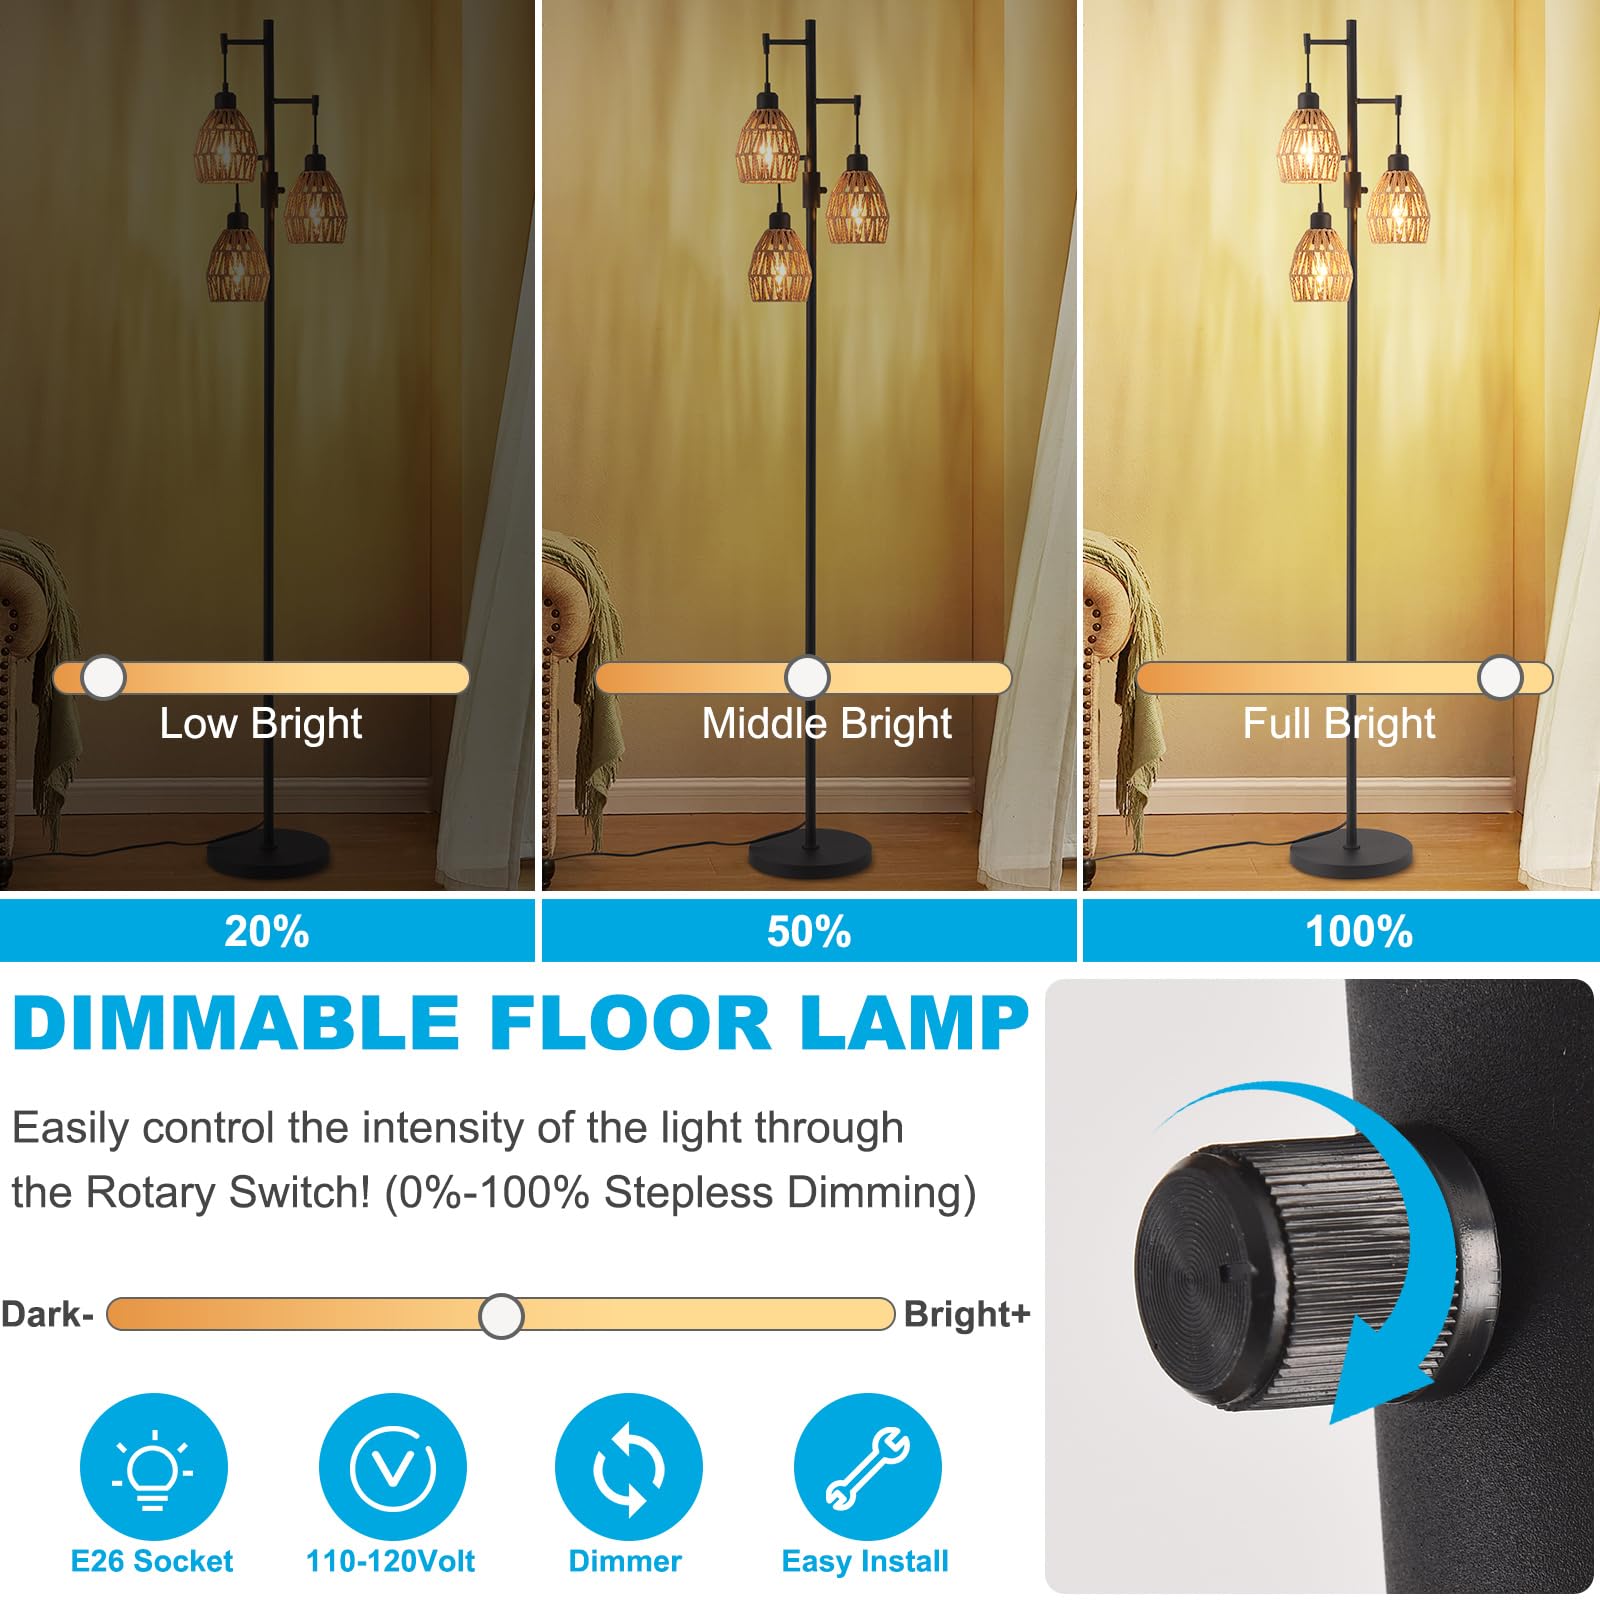 Low Bright
Middle Bright
Full Bright
20%
50%
100%
DIMMABLE FLOOR LAMP
Easily control the intensity of the light through
the Rotary Switch! (0%-100% Stepless Dimming)
Dark-
Bright+
E26 Socket
110-120Volt
Dimmer
Easy Install